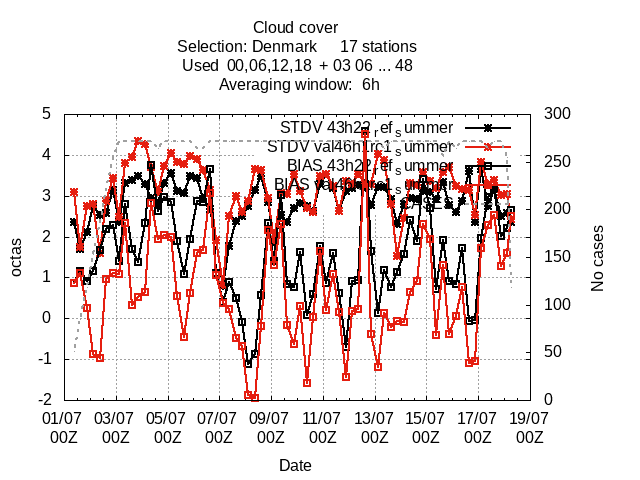 Cloud cover
Selection: Denmark 17 stations
Used 00,06,12,18 + 03 06 ... 48
Averaging window: 6h
5
4
3
2
1
0
-1
-2
octas
300
250
200
150
100
50
0
No cases
STDV 43h22_ref_summer
STDV val46h1rc1_summer
BIAS 43h22_ref_summer
01/07 03/07 05/07 07/07 09/07 11/07 13/07 15/07 17/07 19/07
00Z 00Z 00Z 00Z 00Z 00Z 00Z 00Z 00Z 00Z
Date